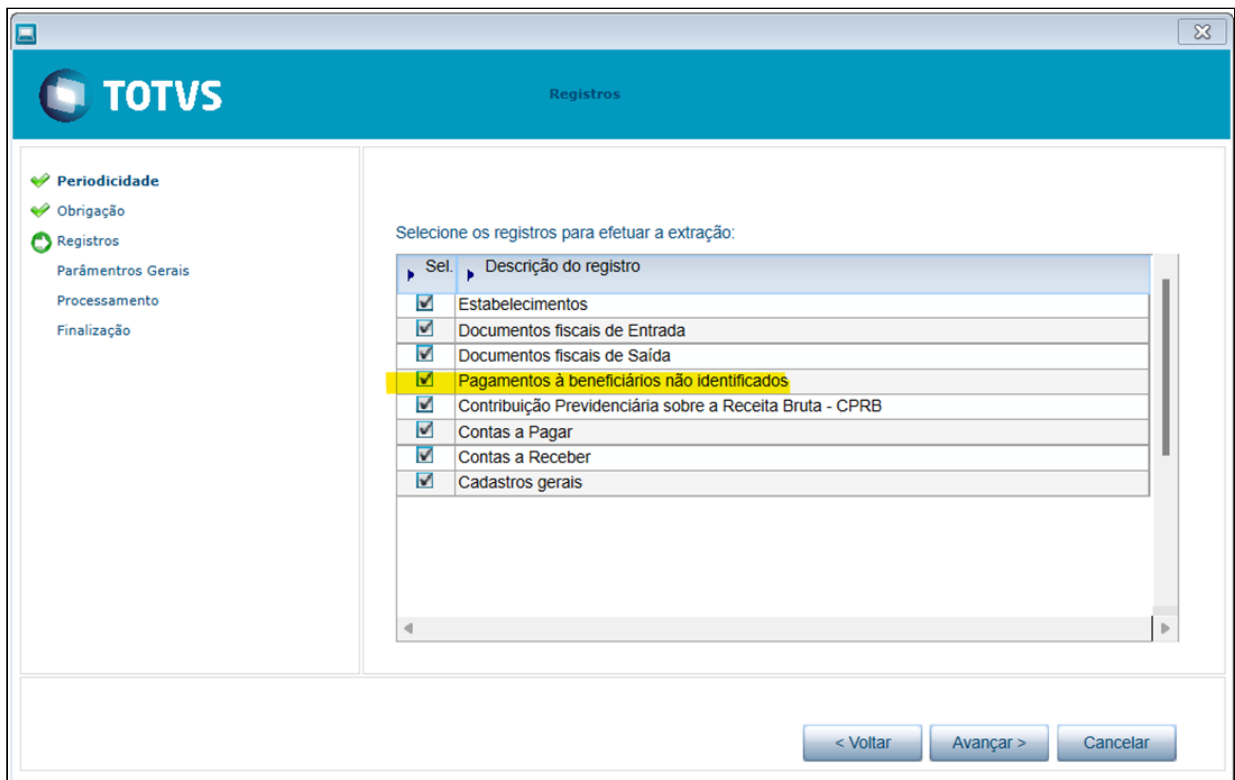 TOTVS
Registros
Periodicidade
Obrigação
Registros
Parâmentros Gerais
Processamento
Finalização
Selecione os registros para efetuar a extração:
Sel. Descrição do registro
Estabelecimentos
Documentos fiscais de Entrada
Documentos fiscais de Saída
Pagamentos à beneficiários não identificados
Contribuição Previdenciária sobre a Receita Bruta - CPRB
Contas a Pagar
Contas a Receber
Cadastros gerais
< Voltar Avançar > Cancelar